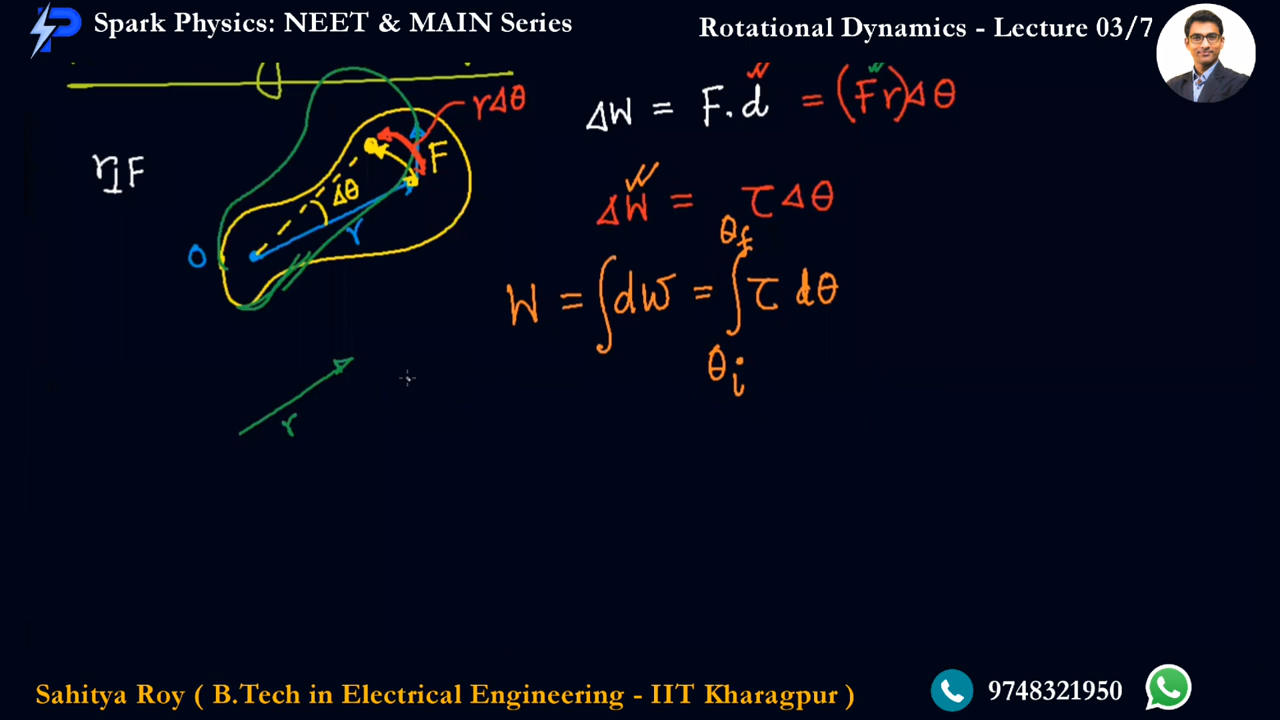 Spark Physics: NEET & MAIN Series
Rotational Dynamics - Lecture 03/7
rΔθ
ΔW = F.d = (Fr)Δθ
F
r⊥F
Δθ
ΔW = τΔθ
r
O
W = ∫dW = ∫_{θi}^{θf} τ dθ
r
Sahitya Roy ( B.Tech in Electrical Engineering - IIT Kharagpur )
9748321950